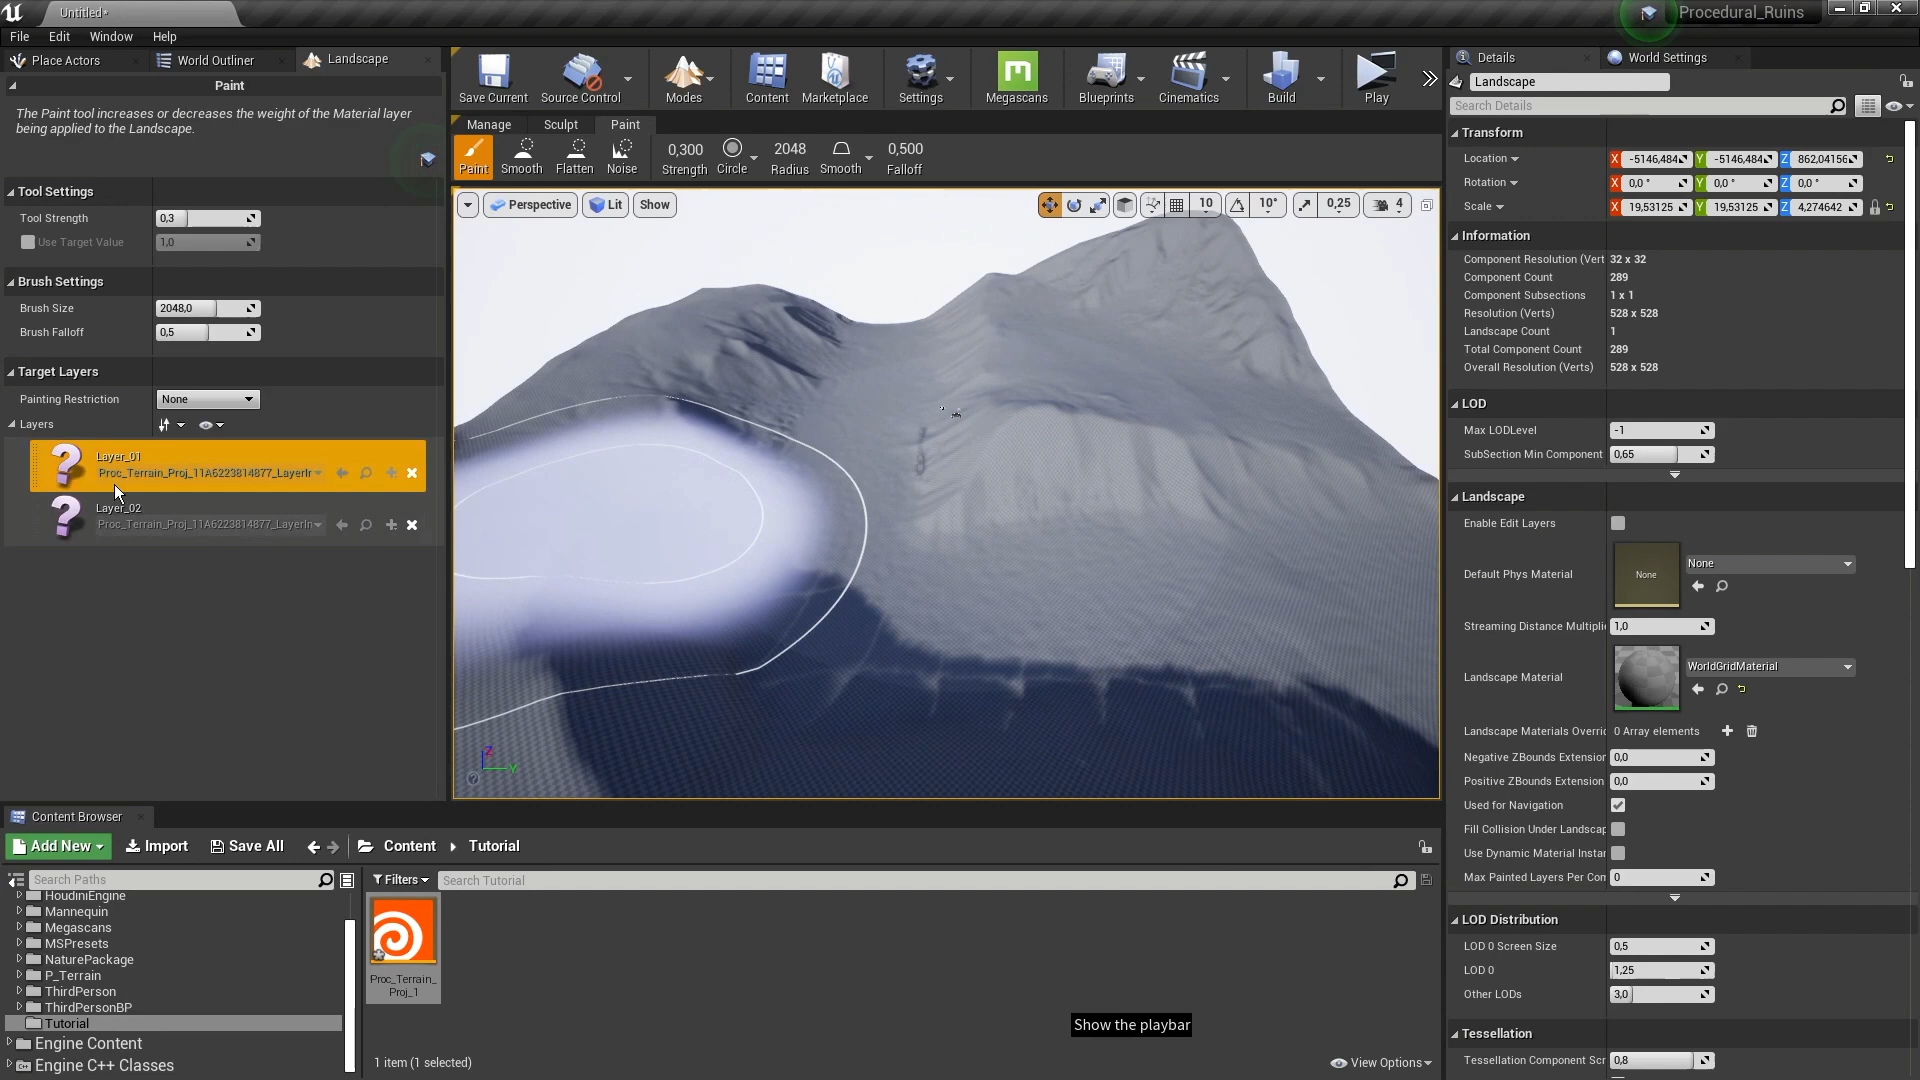 Untitled*
Procedural_Ruins
File Edit Window Help
Place Actors World Outliner Landscape
Paint
The Paint tool increases or decreases the weight of the Material layer
being applied to the Landscape.
Tool Settings
Tool Strength 0,3
Use Target Value 1,0
Brush Settings
Brush Size 2048,0
Brush Falloff 0,5
Target Layers
Painting Restriction None
Layers
Layer_01
Proc_Terrain_Proj_11A6223814877_LayerIr
Layer_02
Proc_Terrain_Proj_11A6223814877_LayerIn
Save Current Source Control Modes Content Marketplace Settings Megascans Blueprints Cinematics Build Play
Manage Sculpt Paint
0,300 2048 0,500
Paint Smooth Flatten Noise Strength Circle Radius Smooth Falloff
Perspective Lit Show 10 10° 0,25 4
Z
Y
Details World Settings
Landscape
Search Details
Transform
Location X -5146,484 Y -5146,484 Z 862,04156
Rotation X 0,0 ° Y 0,0 ° Z 0,0 °
Scale X 19,53125 Y 19,53125 Z 4,274642
Information
Component Resolution (Vert 32 x 32
Component Count 289
Component Subsections 1 x 1
Resolution (Verts) 528 x 528
Landscape Count 1
Total Component Count 289
Overall Resolution (Verts) 528 x 528
LOD
Max LODLevel -1
SubSection Min Component 0,65
Landscape
Enable Edit Layers
Default Phys Material None None
Streaming Distance Multipli 1,0
Landscape Material WorldGridMaterial
Landscape Materials Overric 0 Array elements
Negative ZBounds Extension 0,0
Positive ZBounds Extension 0,0
Used for Navigation
Fill Collision Under Landscap
Use Dynamic Material Instar
Max Painted Layers Per Con 0
LOD Distribution
LOD 0 Screen Size 0,5
LOD 0 1,25
Other LODs 3,0
Tessellation
Tessellation Component Scr 0,8
Content Browser
Add New Import Save All Content Tutorial
Search Paths
Filters Search Tutorial
HoudiniEngine
Mannequin
Megascans
MSPresets
NaturePackage
P_Terrain
ThirdPerson
ThirdPersonBP
Tutorial
Engine Content
Engine C++ Classes
Proc_Terrain_
Proj_1
Show the playbar
1 item (1 selected)
View Options